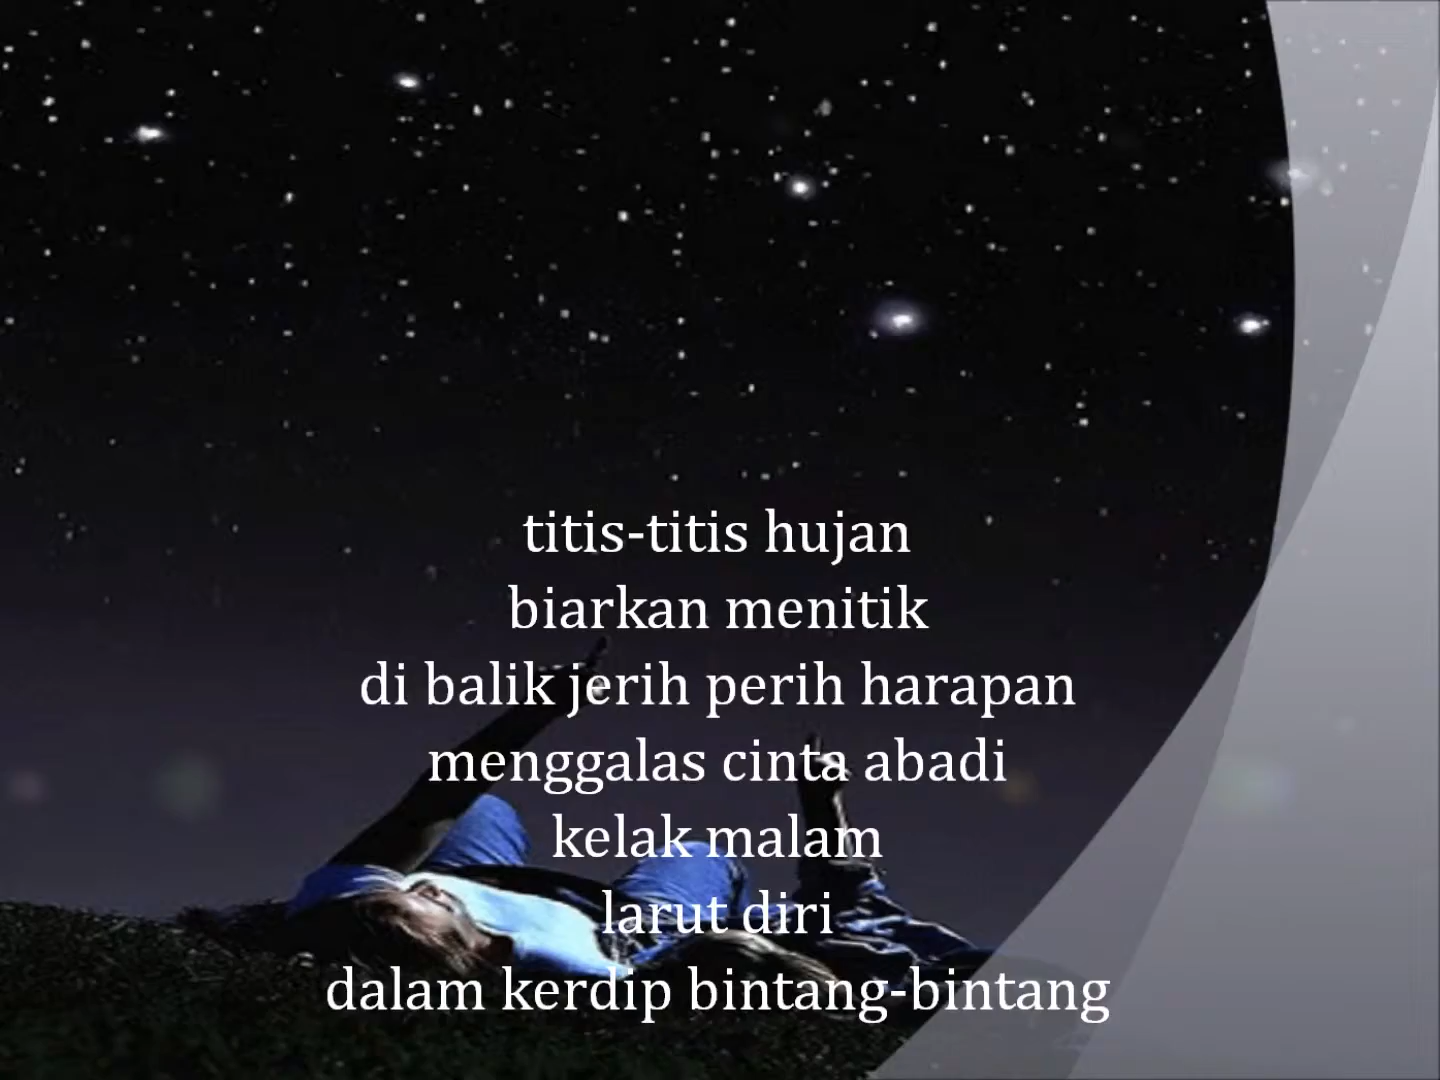 titis-titis hujan
biarkan menitik
di balik jerih perih harapan
menggalas cinta abadi
kelak malam
larut diri
dalam kerdip bintang-bintang